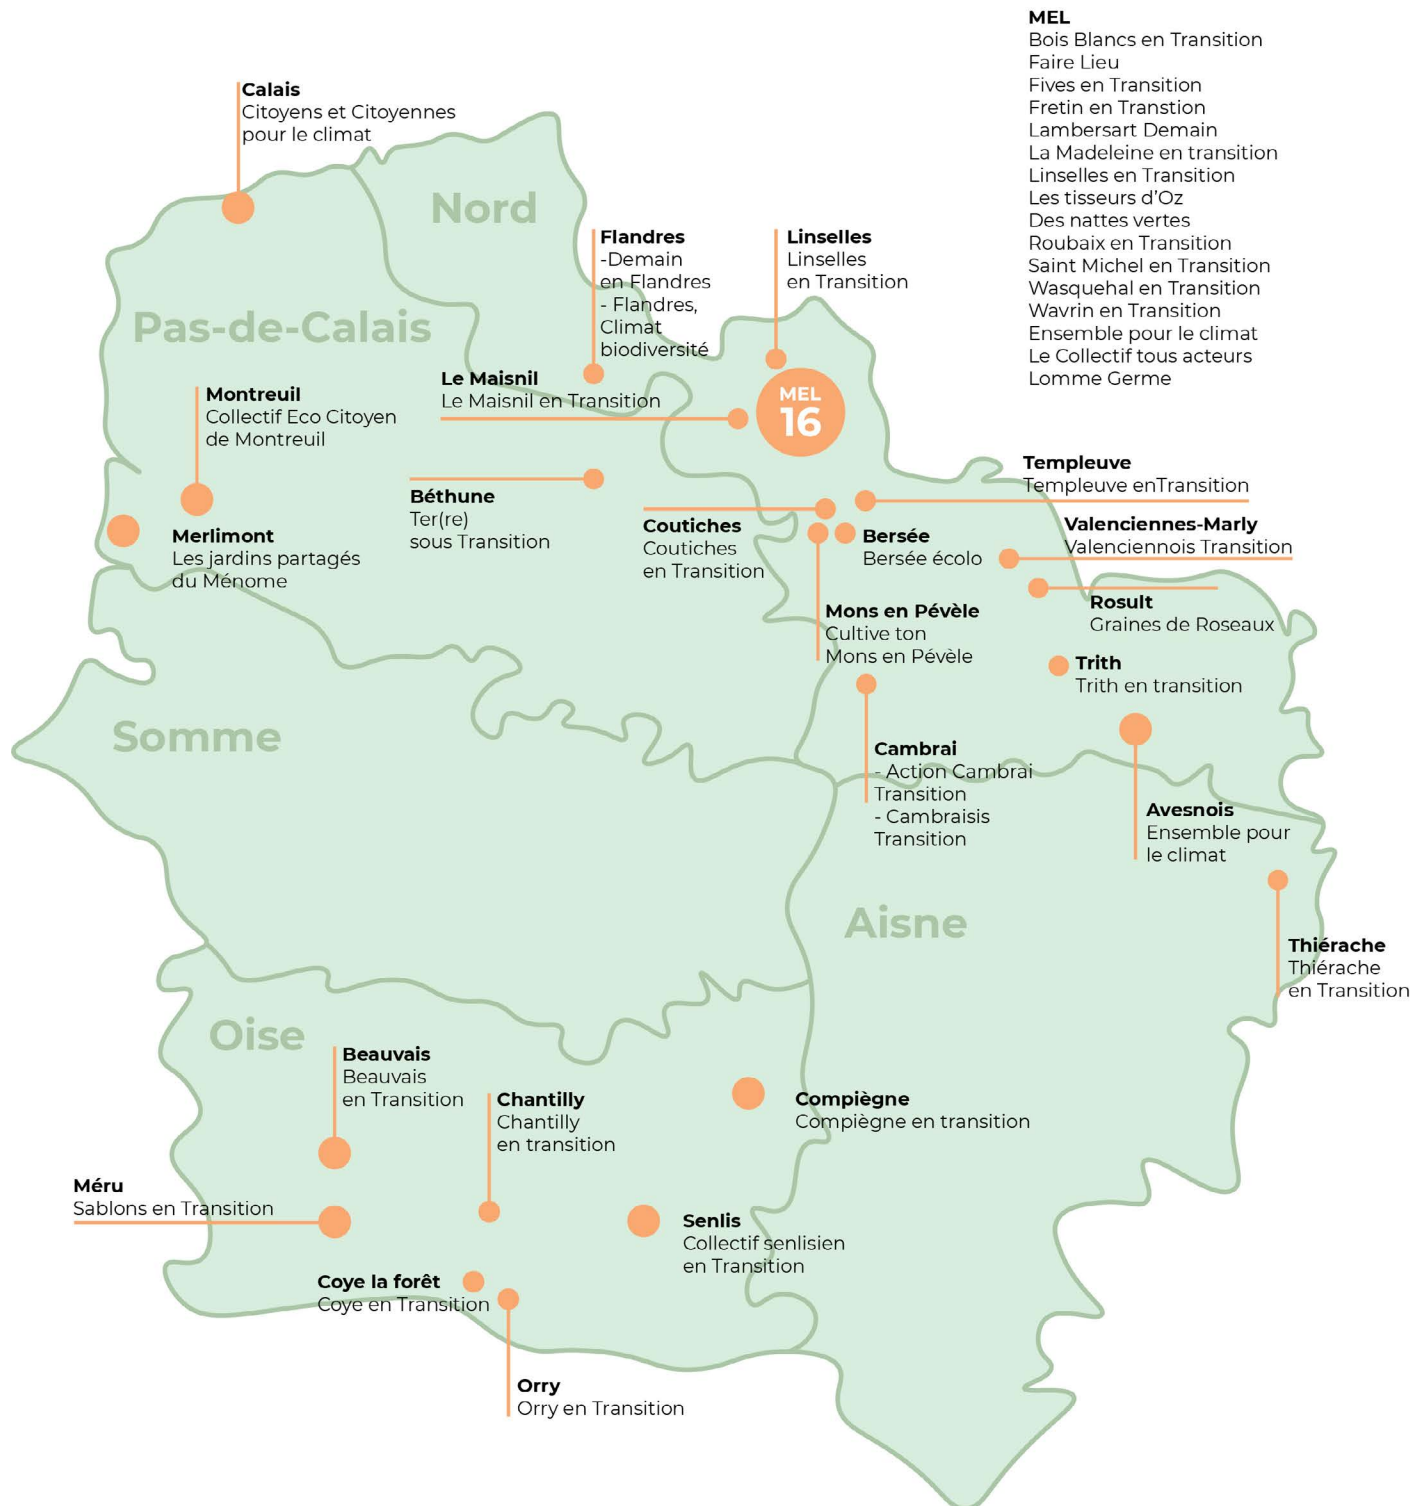 MEL
Bois Blancs en Transition
Faire Lieu
Fives en Transition
Fretin en Transtion
Lambersart Demain
La Madeleine en transition
Linselles en Transition
Les tisseurs d'Oz
Des nattes vertes
Roubaix en Transition
Saint Michel en Transition
Wasquehal en Transition
Wavrin en Transition
Ensemble pour le climat
Le Collectif tous acteurs
Lomme Germe
Calais
Citoyens et Citoyennes
pour le climat
Nord
Flandres
-Demain
en Flandres
- Flandres,
Climat
biodiversité
Linselles
Linselles
en Transition
Pas-de-Calais
Le Maisnil
Le Maisnil en Transition
MEL
16
Montreuil
Collectif Eco Citoyen
de Montreuil
Templeuve
Templeuve enTransition
Béthune
Ter(re)
sous Transition
Coutiches
Coutiches
en Transition
Bersée
Bersée écolo
Valenciennes-Marly
Valenciennois Transition
Merlimont
Les jardins partagés
du Ménome
Rosult
Graines de Roseaux
Mons en Pévèle
Cultive ton
Mons en Pévèle
Trith
Trith en transition
Somme
Cambrai
- Action Cambrai
Transition
- Cambraisis
Transition
Avesnois
Ensemble pour
le climat
Aisne
Thiérache
Thiérache
en Transition
Oise
Beauvais
Beauvais
en Transition
Chantilly
Chantilly
en transition
Compiègne
Compiègne en transition
Méru
Sablons en Transition
Senlis
Collectif senlisien
en Transition
Coye la forêt
Coye en Transition
Orry
Orry en Transition